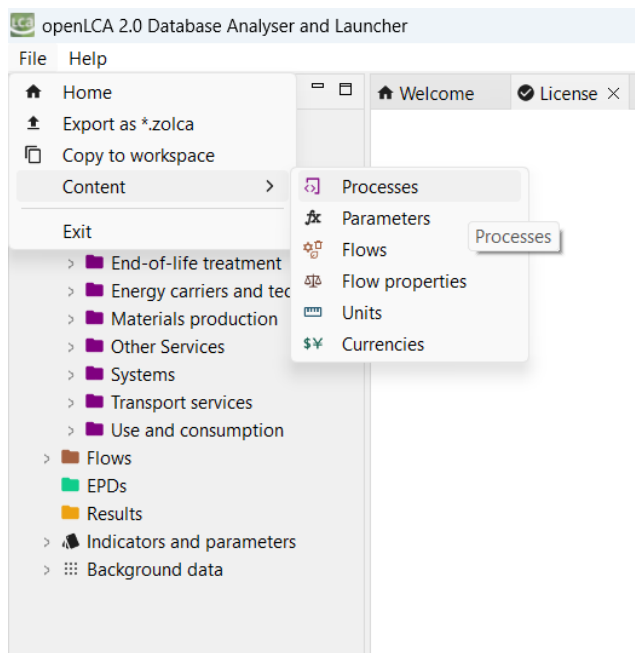 openLCA 2.0 Database Analyser and Launcher
File Help
Home
Export as *.zolca
Copy to workspace
Content
Exit
Welcome
License
Processes
Parameters
Flows
Flow properties
Units
$¥ Currencies
Processes
End-of-life treatment
Energy carriers and tec
Materials production
Other Services
Systems
Transport services
Use and consumption
Flows
EPDs
Results
Indicators and parameters
Background data